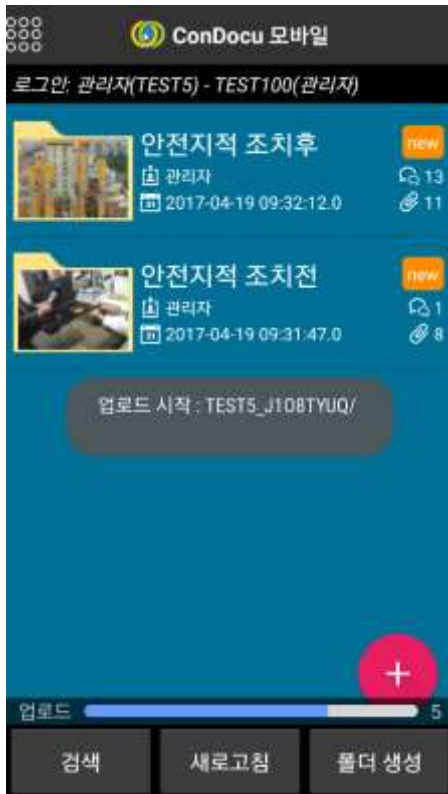 ConDocu 모바일
로그인: 관리자(TEST5) - TEST100(관리자)
안전지적 조치후
new
관리자
13
2017-04-19 09:32:12.0
11
안전지적 조치전
new
관리자
1
2017-04-19 09:31:47.0
8
업로드 시작 : TEST5_J1O8TYUQ/
+
업로드
5
검색
새로고침
폴더 생성